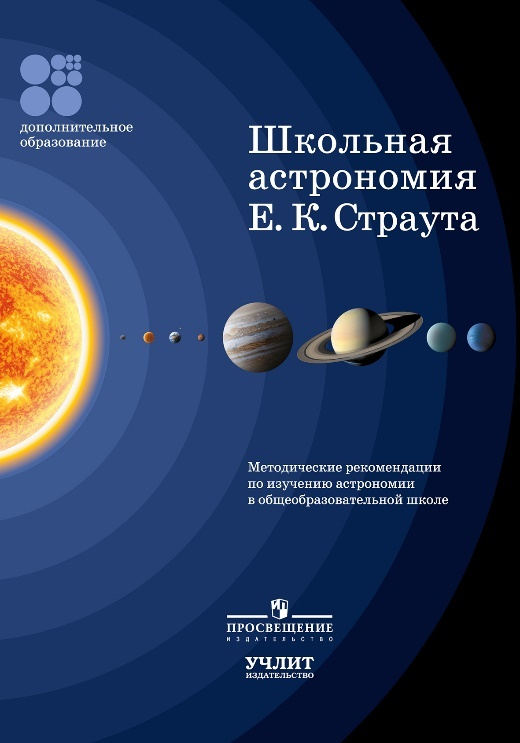 дополнительное
образование
Школьная
астрономия
Е. К. Страута
Методические рекомендации
по изучению астрономии
в общеобразовательной школе
ПРОСВЕЩЕНИЕ
ИЗДАТЕЛЬСТВО
УЧЛИТ
ИЗДАТЕЛЬСТВО